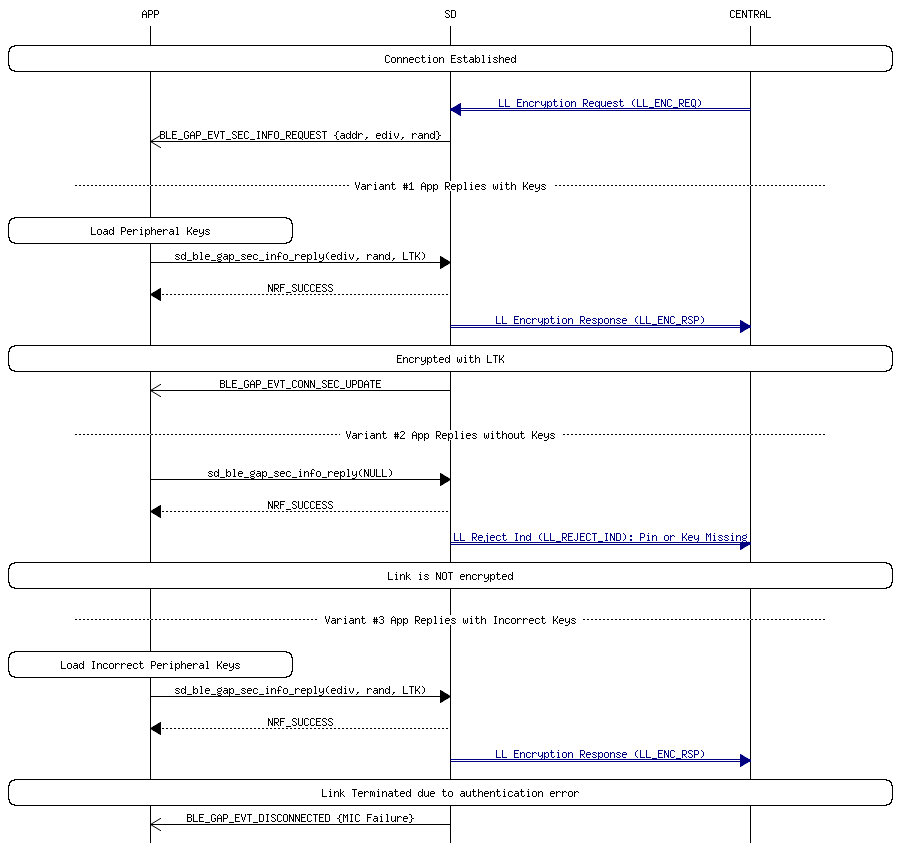 APP SD CENTRAL
Connection Established
LL Encryption Request (LL_ENC_REQ)
BLE_GAP_EVT_SEC_INFO_REQUEST {addr, ediv, rand}
Variant #1 App Replies with Keys
Load Peripheral Keys
sd_ble_gap_sec_info_reply(ediv, rand, LTK)
NRF_SUCCESS
LL Encryption Response (LL_ENC_RSP)
Encrypted with LTK
BLE_GAP_EVT_CONN_SEC_UPDATE
Variant #2 App Replies without Keys
sd_ble_gap_sec_info_reply(NULL)
NRF_SUCCESS
LL Reject Ind (LL_REJECT_IND): Pin or Key Missing
Link is NOT encrypted
Variant #3 App Replies with Incorrect Keys
Load Incorrect Peripheral Keys
sd_ble_gap_sec_info_reply(ediv, rand, LTK)
NRF_SUCCESS
LL Encryption Response (LL_ENC_RSP)
Link Terminated due to authentication error
BLE_GAP_EVT_DISCONNECTED {MIC Failure}